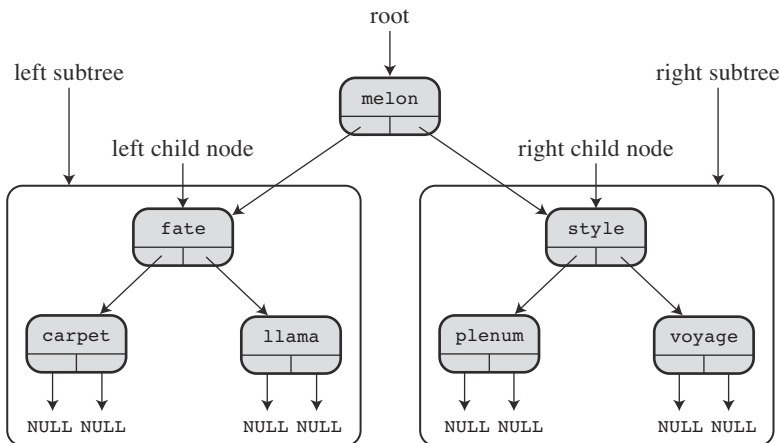 root
left subtree
right subtree
melon
left child node
right child node
fate
style
carpet
llama
plenum
voyage
NULL NULL
NULL NULL
NULL NULL
NULL NULL